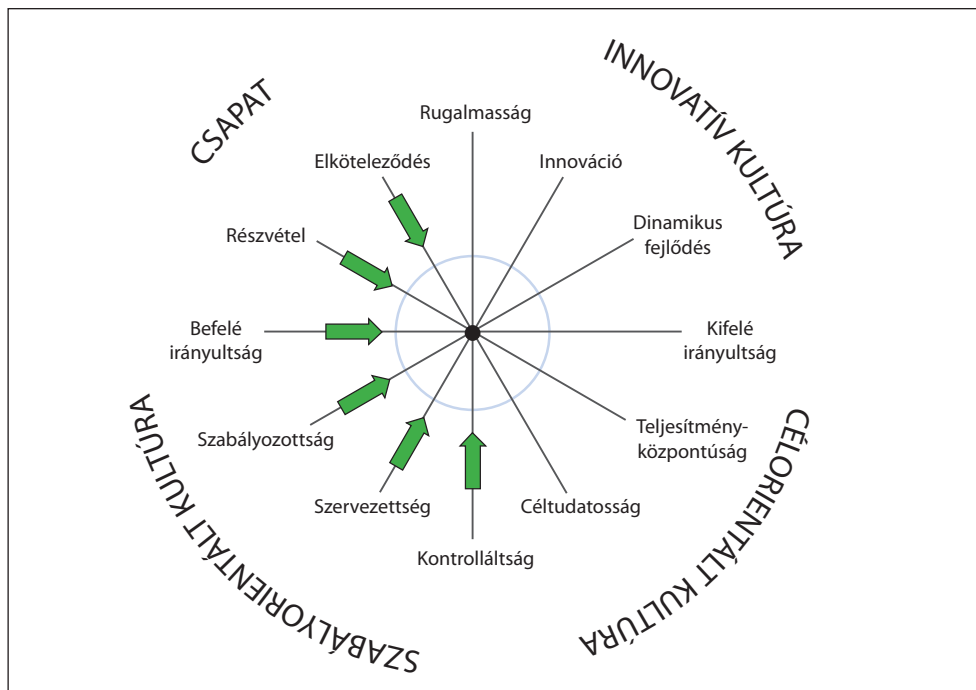 CSAPAT
INNOVATÍV KULTÚRA
Rugalmasság
Elköteleződés
Innováció
Részvétel
Dinamikus
fejlődés
Befelé
irányultság
Kifelé
irányultság
Szabályozottság
Teljesítmény-
központúság
Szervezettség
Céltudatosság
Kontrolláltság
SZABÁLYORIENTÁLT KULTÚRA
CÉLORIENTÁLT KULTÚRA